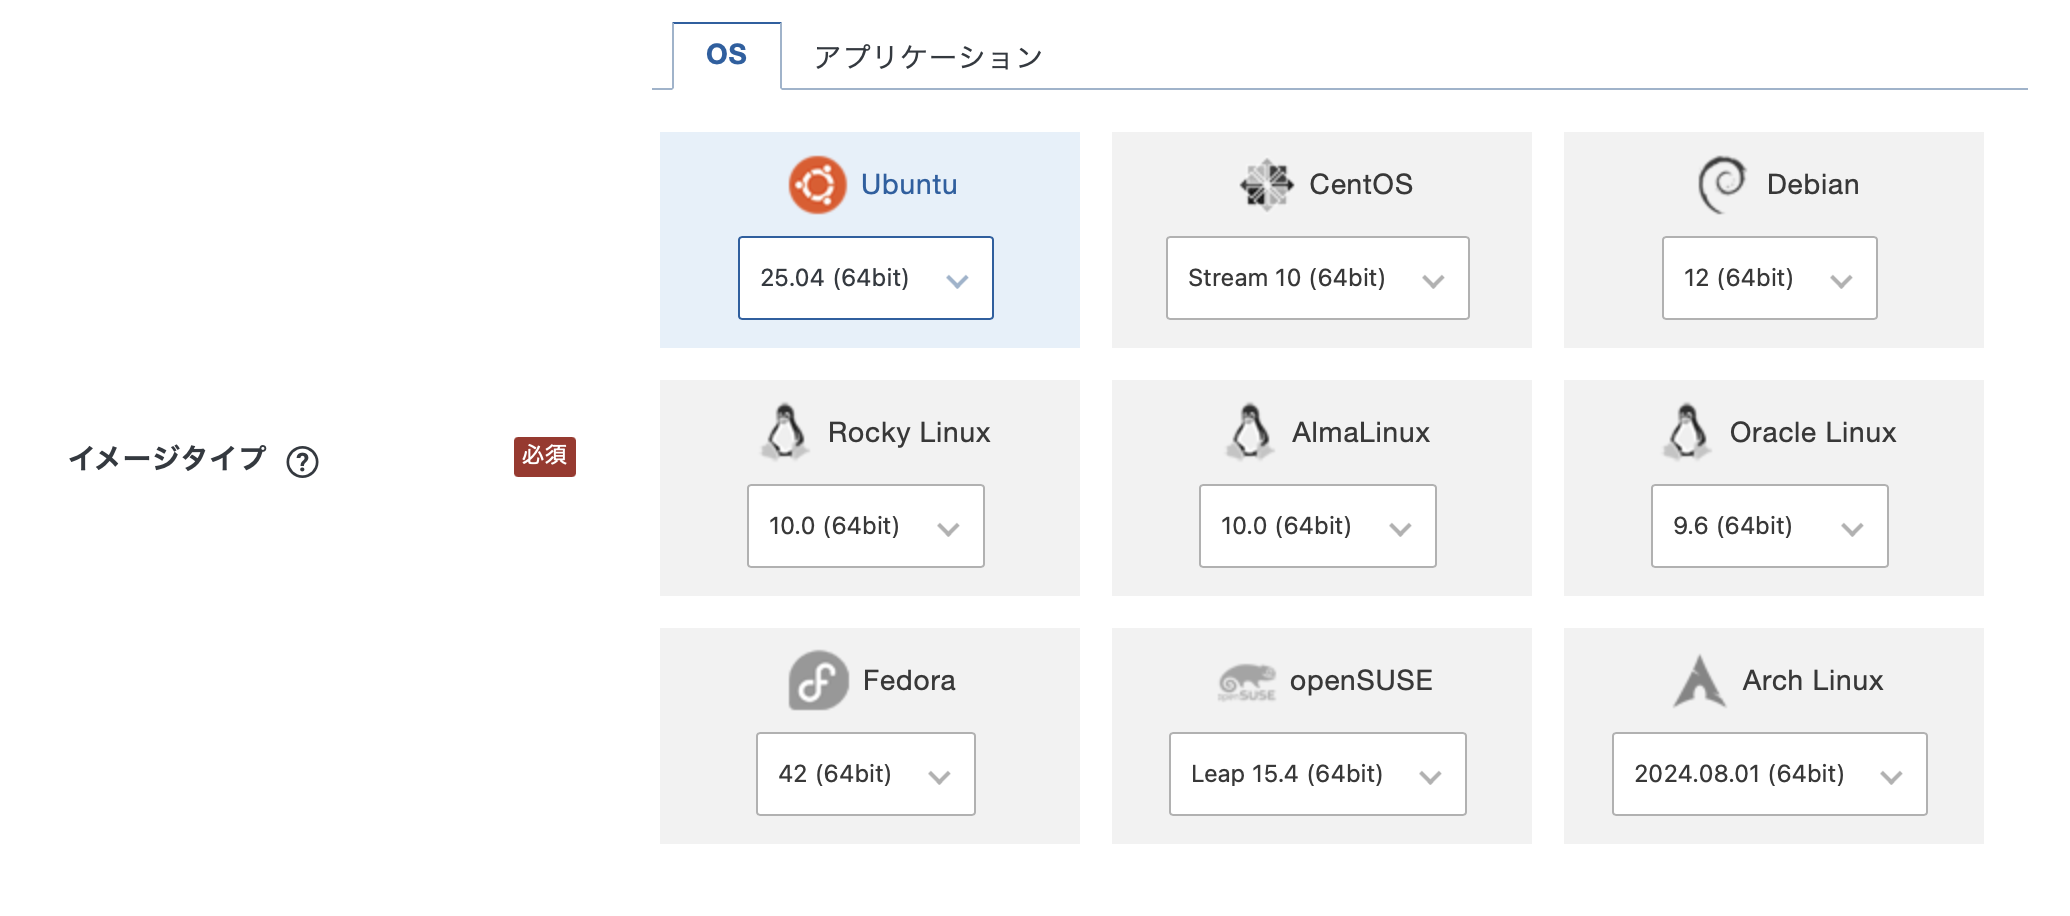 OS アプリケーション
Ubuntu CentOS Debian
25.04 (64bit) Stream 10 (64bit) 12 (64bit)
Rocky Linux AlmaLinux Oracle Linux
イメージタイプ ? 必須
10.0 (64bit) 10.0 (64bit) 9.6 (64bit)
Fedora openSUSE openSUSE Arch Linux
42 (64bit) Leap 15.4 (64bit) 2024.08.01 (64bit)